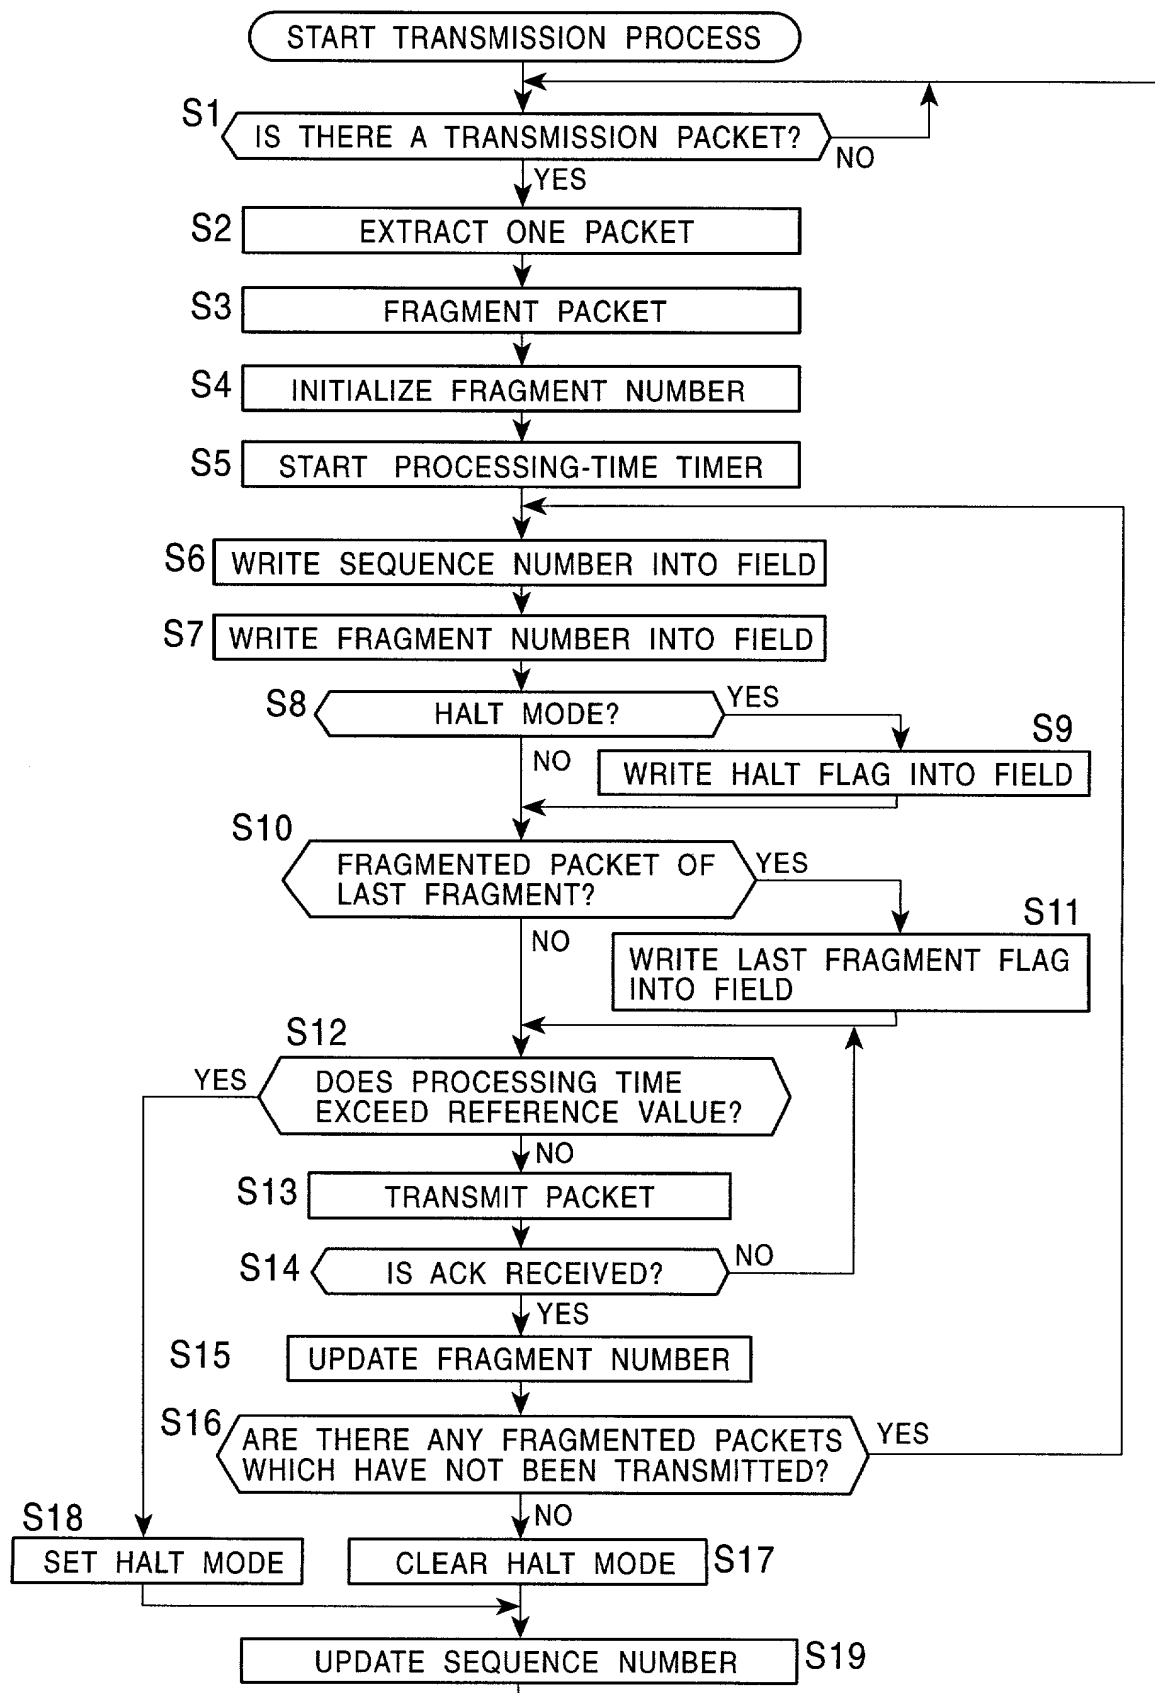 START TRANSMISSION PROCESS
S1
IS THERE A TRANSMISSION PACKET?
NO
YES
S2
EXTRACT ONE PACKET
S3
FRAGMENT PACKET
S4
INITIALIZE FRAGMENT NUMBER
S5
START PROCESSING-TIME TIMER
S6
WRITE SEQUENCE NUMBER INTO FIELD
S7
WRITE FRAGMENT NUMBER INTO FIELD
S8
HALT MODE?
YES
NO
S9
WRITE HALT FLAG INTO FIELD
S10
FRAGMENTED PACKET OF
LAST FRAGMENT?
YES
NO
S11
WRITE LAST FRAGMENT FLAG
INTO FIELD
S12
YES
DOES PROCESSING TIME
EXCEED REFERENCE VALUE?
NO
S13
TRANSMIT PACKET
S14
IS ACK RECEIVED?
NO
YES
S15
UPDATE FRAGMENT NUMBER
S16
ARE THERE ANY FRAGMENTED PACKETS
WHICH HAVE NOT BEEN TRANSMITTED?
YES
NO
S18
SET HALT MODE
CLEAR HALT MODE
S17
UPDATE SEQUENCE NUMBER
S19